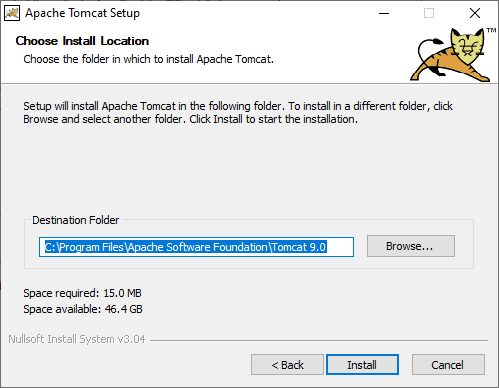 Apache Tomcat Setup
Choose Install Location
Choose the folder in which to install Apache Tomcat.
TM
Setup will install Apache Tomcat in the following folder. To install in a different folder, click
Browse and select another folder. Click Install to start the installation.
Destination Folder
C:\Program Files\Apache Software Foundation\Tomcat 9.0
Browse...
Space required: 15.0 MB
Space available: 46.4 GB
Nullsoft Install System v3.04
< Back
Install
Cancel